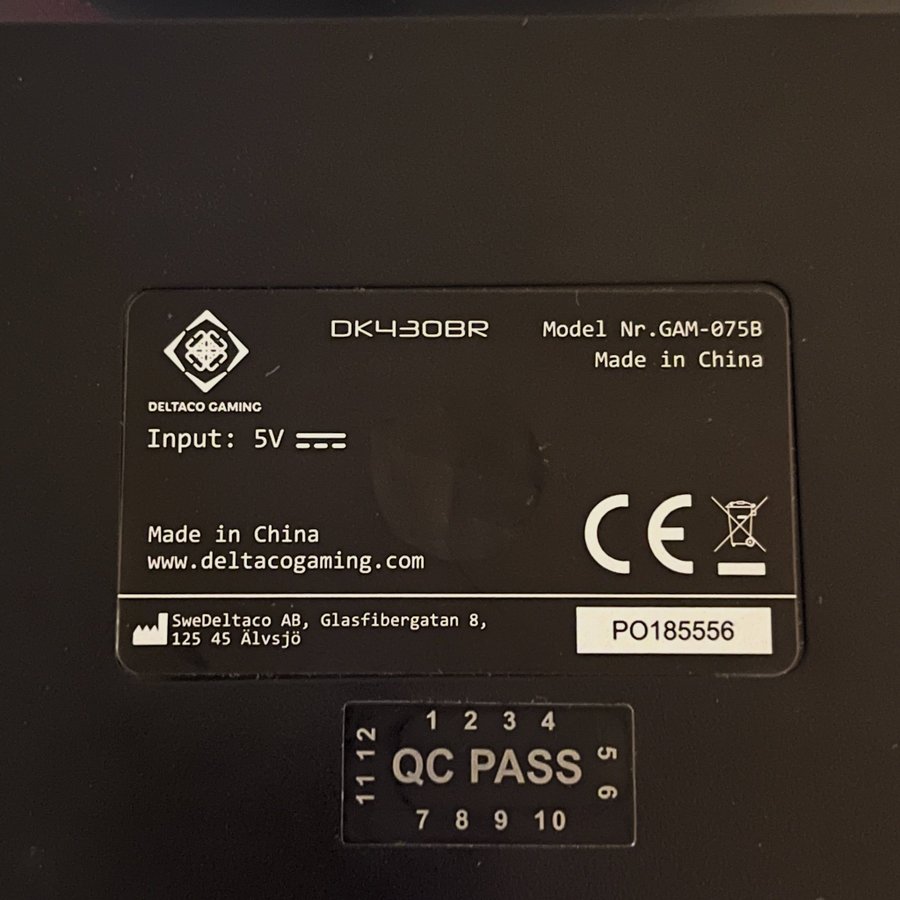 DK430BR
Model Nr.GAM-075B
Made in China
DELTACO GAMING
Input: 5V
Made in China
www.deltacogaming.com
CE
SweDeltaco AB, Glasfibergatan 8,
125 45 Älvsjö
PO185556
1 2 3 4
11 12
QC PASS
5 6
7 8 9 10